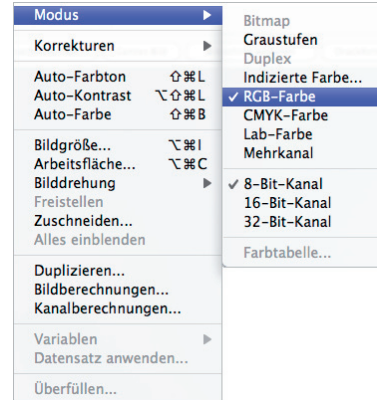 Modus ▶
Korrekturen ▶
Auto-Farbton ⇧⌘L
Auto-Kontrast ⌥⇧⌘L
Auto-Farbe ⇧⌘B
Bildgröße... ⌥⌘I
Arbeitsfläche... ⌥⌘C
Bilddrehung ▶
Freistellen
Zuschneiden...
Alles einblenden
Duplizieren...
Bildberechnungen...
Kanalberechnungen...
Variablen ▶
Datensatz anwenden...
Überfüllen...
Bitmap
Graustufen
Duplex
Indizierte Farbe...
✓ RGB-Farbe
CMYK-Farbe
Lab-Farbe
Mehrkanal
✓ 8-Bit-Kanal
16-Bit-Kanal
32-Bit-Kanal
Farbtabelle...